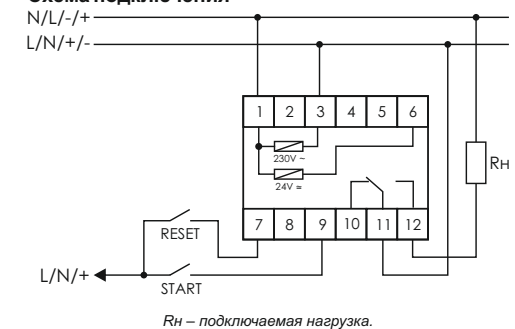 Схема подключения
N/L/-/+
L/N/+/-
1 2 3 4 5 6
230V ~
24V =
Rн
7 8 9 10 11 12
RESET
L/N/+
START
Rн – подключаемая нагрузка.